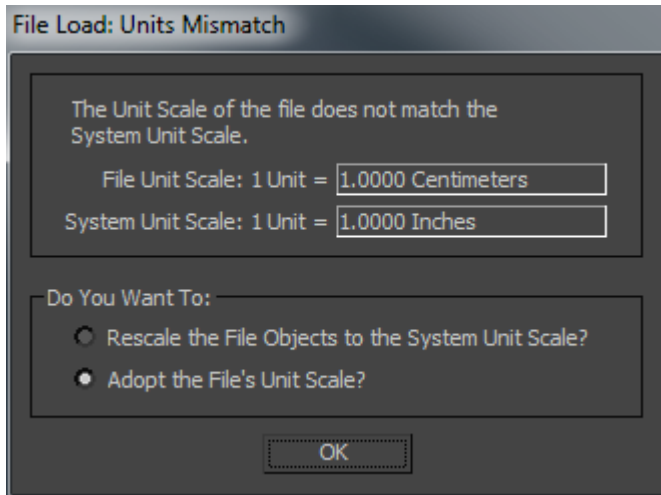 File Load: Units Mismatch
The Unit Scale of the file does not match the
System Unit Scale.
File Unit Scale: 1 Unit = 1.0000 Centimeters
System Unit Scale: 1 Unit = 1.0000 Inches
Do You Want To:
Rescale the File Objects to the System Unit Scale?
Adopt the File's Unit Scale?
OK